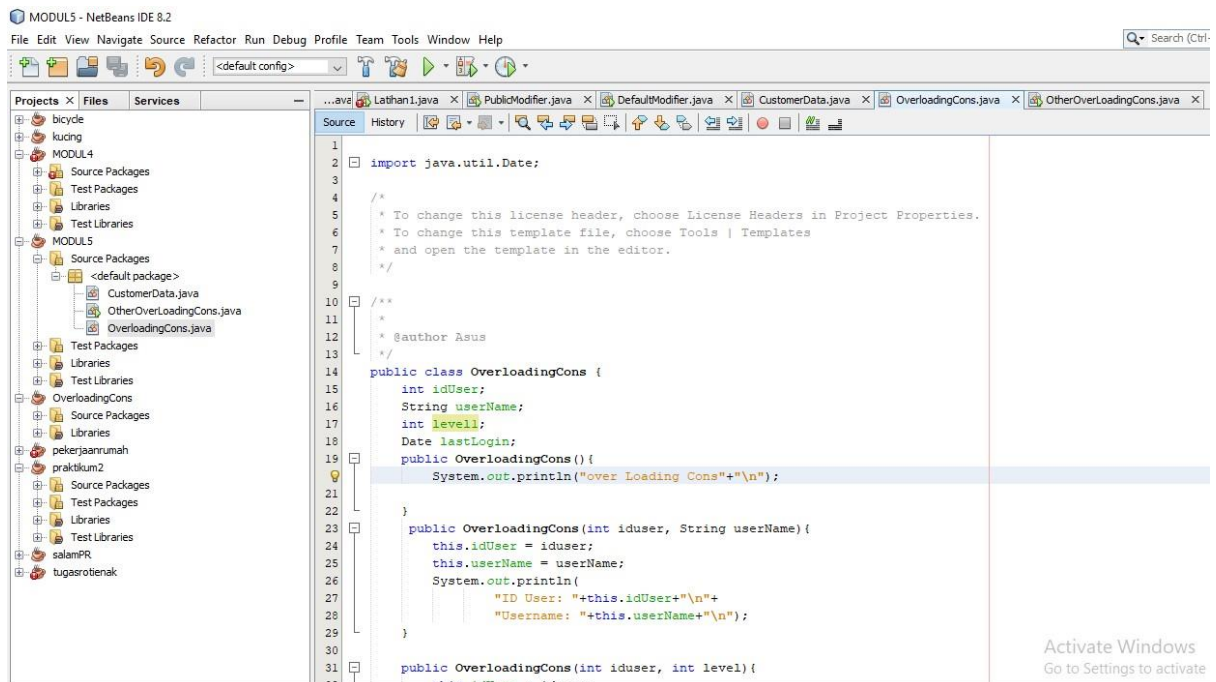 MODUL5 - NetBeans IDE 8.2
File Edit View Navigate Source Refactor Run Debug Profile Team Tools Window Help
Search (Ctrl-
<default config>
Projects Files Services
bicycle
kucing
MODUL4
Source Packages
Test Packages
Libraries
Test Libraries
MODUL5
Source Packages
<default package>
CustomerData.java
OtherOverLoadingCons.java
OverloadingCons.java
Test Packages
Libraries
Test Libraries
OverloadingCons
Source Packages
Libraries
pekerjaanrumah
praktikum2
Source Packages
Test Packages
Libraries
Test Libraries
salamPR
tugasrotienak
...ava Latihan1.java PublicModifier.java DefaultModifier.java CustomerData.java OverloadingCons.java OtherOverLoadingCons.java
Source History
1
2 import java.util.Date;
3
4 /*
5 * To change this license header, choose License Headers in Project Properties.
6 * To change this template file, choose Tools | Templates
7 * and open the template in the editor.
8 */
9
10 /**
11 *
12 * @author Asus
13 */
14 public class OverloadingCons {
15 int idUser;
16 String userName;
17 int levell;
18 Date lastLogin;
19 public OverloadingCons(){
System.out.println("over Loading Cons"+"\n");
21
22 }
23 public OverloadingCons(int iduser, String userName){
24 this.idUser = iduser;
25 this.userName = userName;
26 System.out.println(
27 "ID User: "+this.idUser+"\n"+
28 "Username: "+this.userName+"\n");
29 }
30
31 public OverloadingCons(int iduser, int level){
Activate Windows
Go to Settings to activate